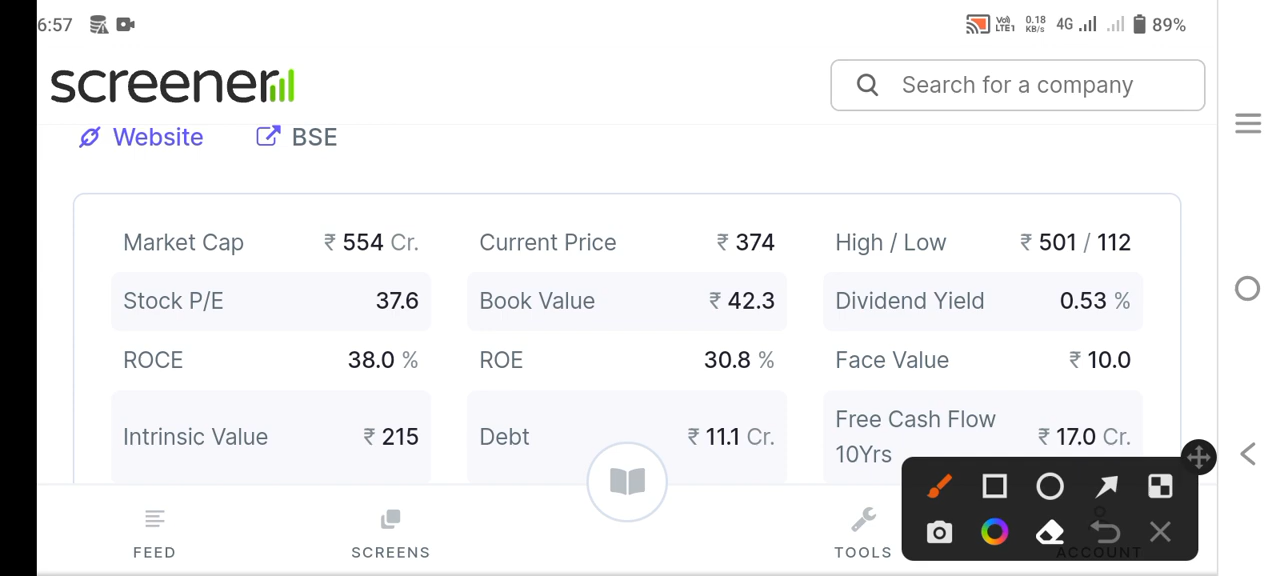 6:57 Vo) LTE1 0.18 KB/s 4G 89%
screener Search for a company
Website BSE
Market Cap ₹ 554 Cr. Current Price ₹ 374 High / Low ₹ 501 / 112
Stock P/E 37.6 Book Value ₹ 42.3 Dividend Yield 0.53 %
ROCE 38.0 % ROE 30.8 % Face Value ₹ 10.0
Intrinsic Value ₹ 215 Debt ₹ 11.1 Cr. Free Cash Flow 10Yrs ₹ 17.0 Cr.
FEED SCREENS TOOLS ACCOUNT